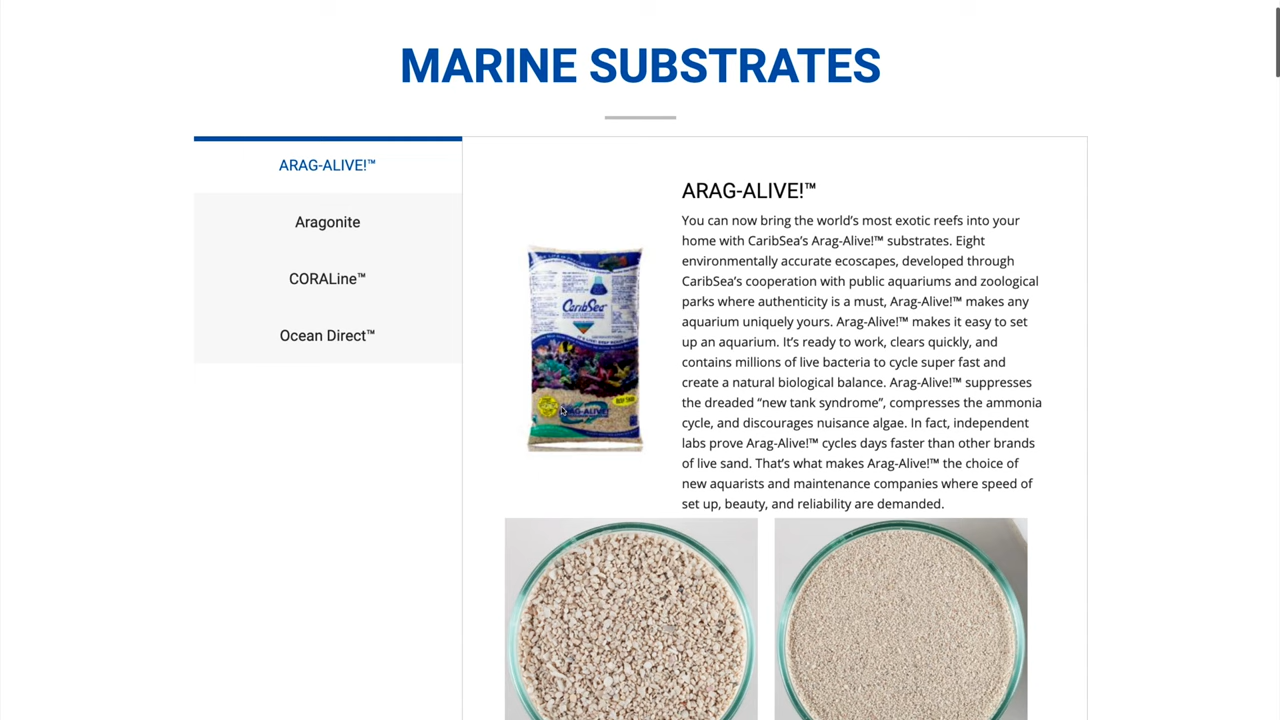 MARINE SUBSTRATES
ARAG-ALIVE!™
Aragonite
CORALine™
Ocean Direct™
ARAG-ALIVE!™
You can now bring the world’s most exotic reefs into your
home with CaribSea’s Arag-Alive!™ substrates. Eight
environmentally accurate ecoscapes, developed through
CaribSea’s cooperation with public aquariums and zoological
parks where authenticity is a must, Arag-Alive!™ makes any
aquarium uniquely yours. Arag-Alive!™ makes it easy to set
up an aquarium. It’s ready to work, clears quickly, and
contains millions of live bacteria to cycle super fast and
create a natural biological balance. Arag-Alive!™ suppresses
the dreaded “new tank syndrome”, compresses the ammonia
cycle, and discourages nuisance algae. In fact, independent
labs prove Arag-Alive!™ cycles days faster than other brands
of live sand. That’s what makes Arag-Alive!™ the choice of
new aquarists and maintenance companies where speed of
set up, beauty, and reliability are demanded.
CaribSea